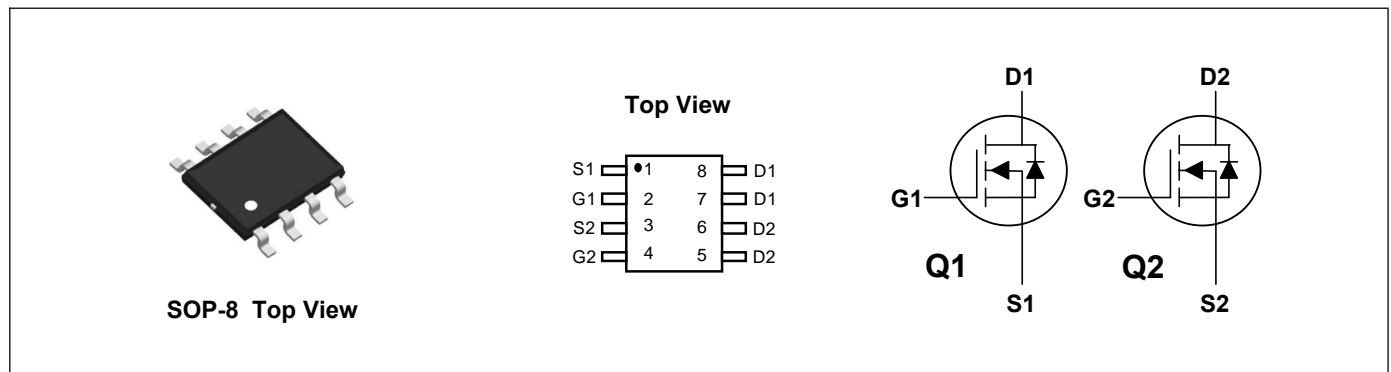 SOP-8 Top View
Top View
S1 1 8 D1
G1 2 7 D1
S2 3 6 D2
G2 4 5 D2
D1
G1
Q1
S1
D2
G2
Q2
S2